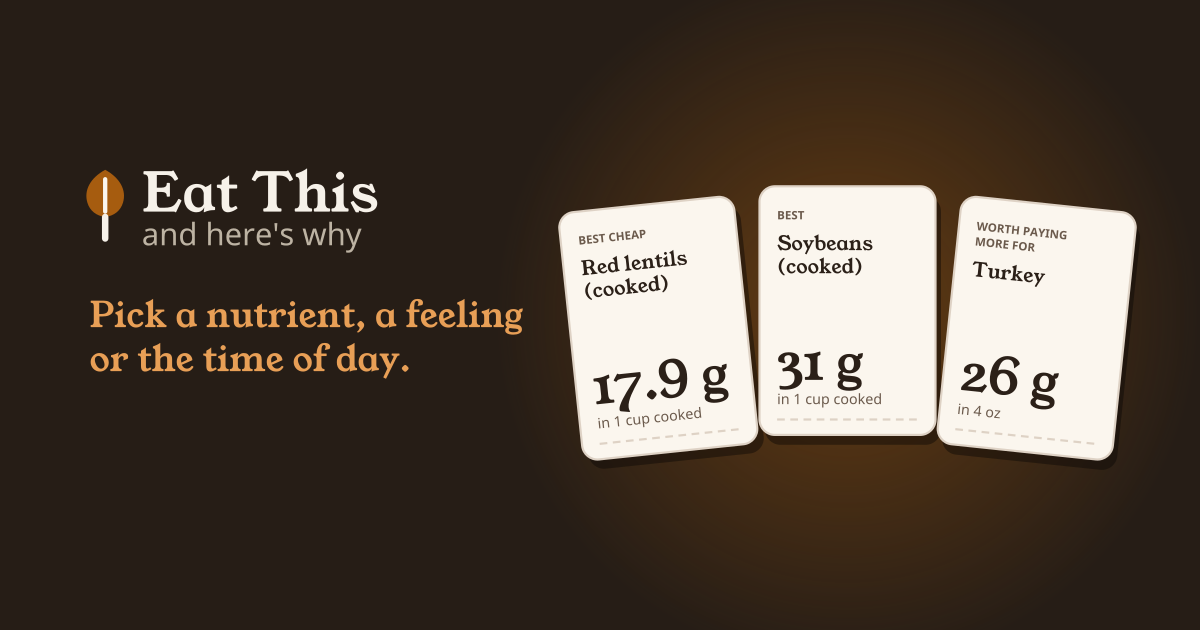 Eat This
and here's why
Pick a nutrient, a feeling
or the time of day.
BEST CHEAP
Red lentils
(cooked)
17.9 g
in 1 cup cooked
BEST
Soybeans
(cooked)
31 g
in 1 cup cooked
WORTH PAYING
MORE FOR
Turkey
26 g
in 4 oz